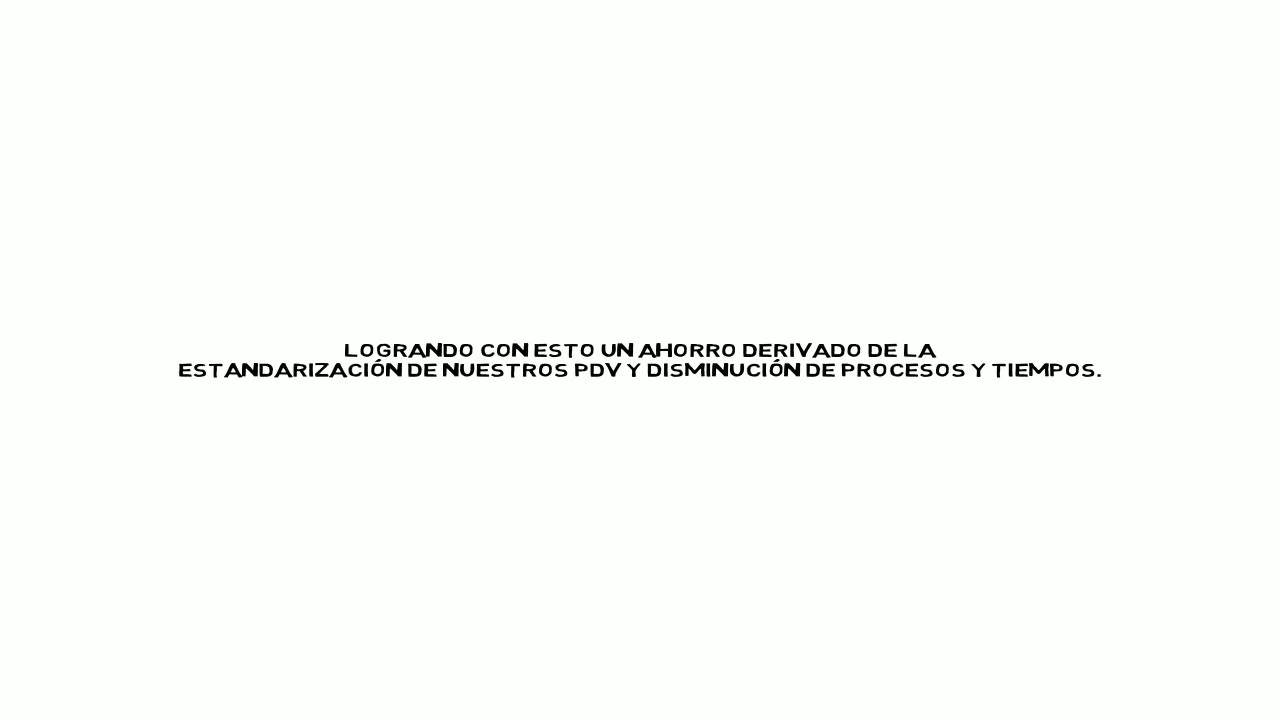 LOGRANDO CON ESTO UN AHORRO DERIVADO DE LA
ESTANDARIZACIÓN DE NUESTROS PDV Y DISMINUCIÓN DE PROCESOS Y TIEMPOS.